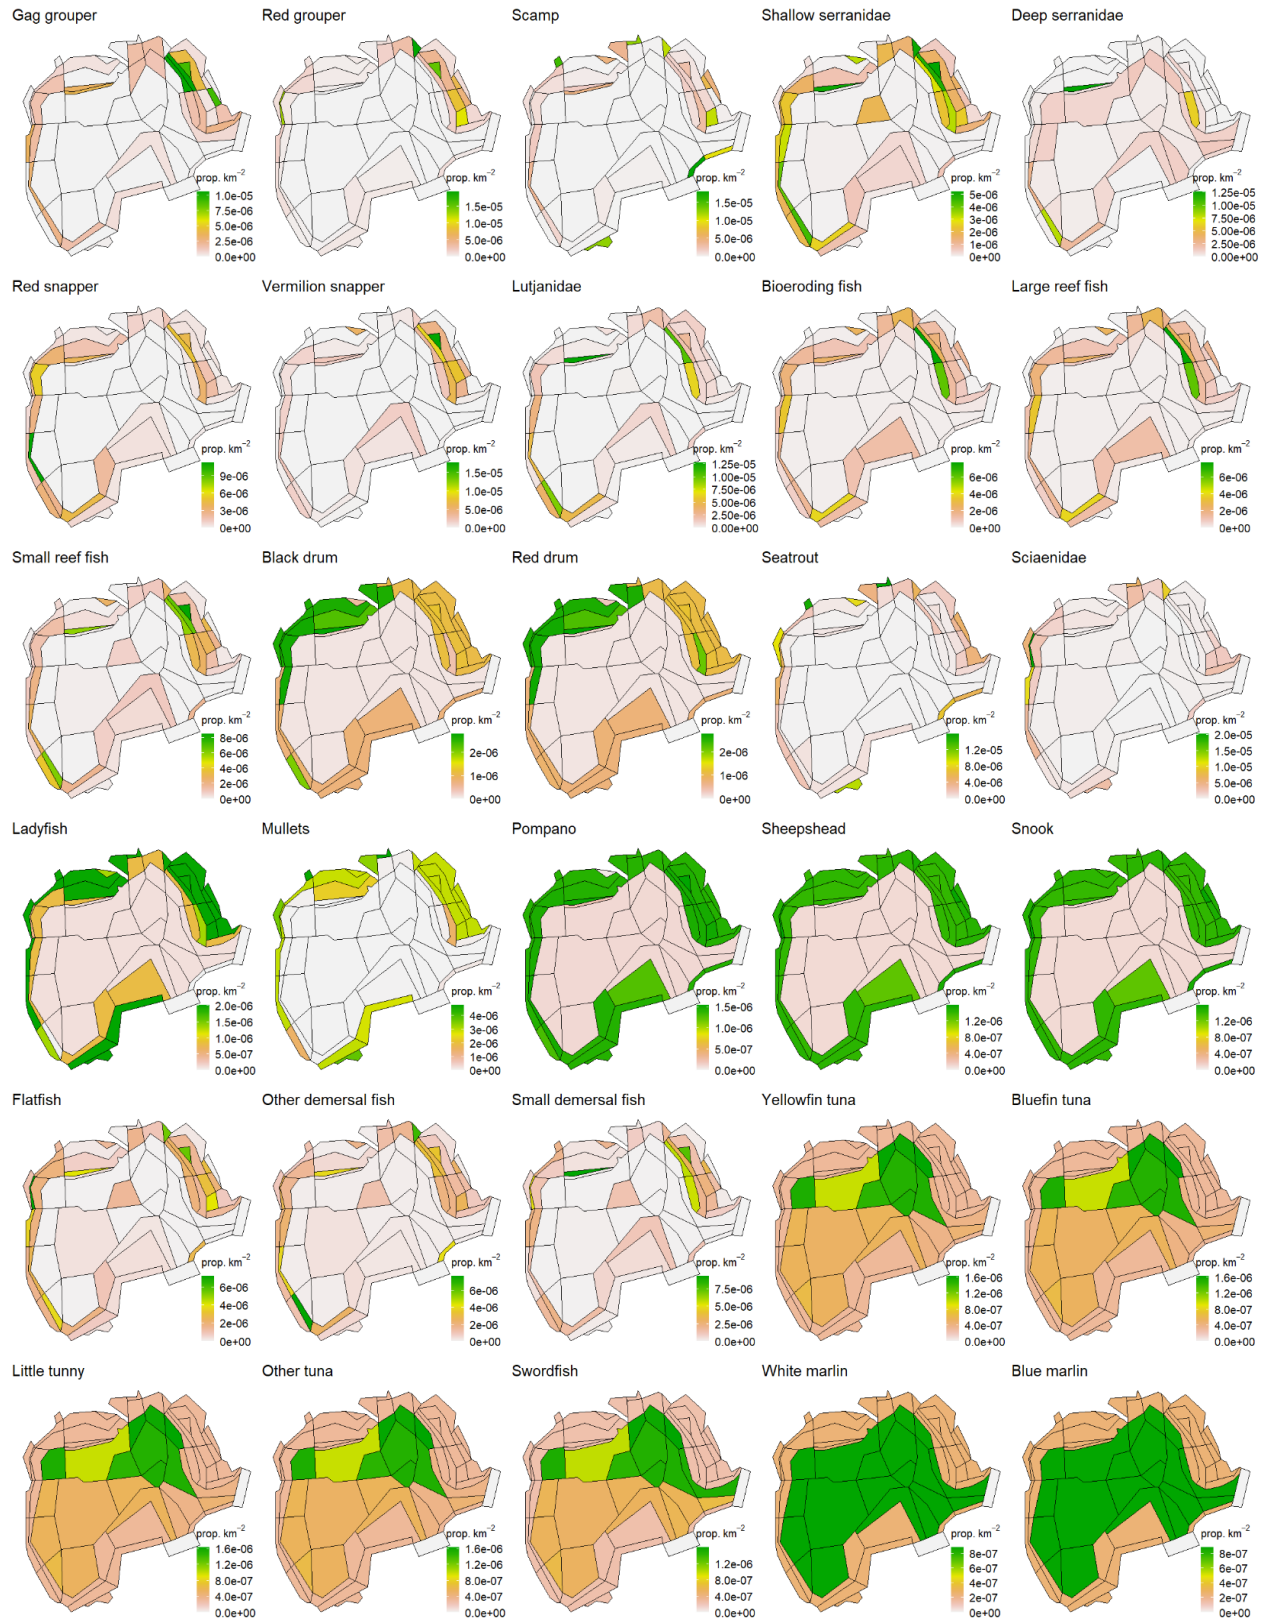 Gag grouper
prop. km⁻²
1.0e-05
7.5e-06
5.0e-06
2.5e-06
0.0e+00
Red grouper
prop. km⁻²
1.5e-05
1.0e-05
5.0e-06
0.0e+00
Scamp
prop. km⁻²
1.5e-05
1.0e-05
5.0e-06
0.0e+00
Shallow serranidae
prop. km⁻²
5e-06
4e-06
3e-06
2e-06
1e-06
0e+00
Deep serranidae
prop. km⁻²
1.25e-05
1.00e-05
7.50e-06
5.00e-06
2.50e-06
0.00e+00
Red snapper
prop. km⁻²
9e-06
6e-06
3e-06
0e+00
Vermilion snapper
prop. km⁻²
1.5e-05
1.0e-05
5.0e-06
0.0e+00
Lutjanidae
prop. km⁻²
1.25e-05
1.00e-05
7.50e-06
5.00e-06
2.50e-06
0.00e+00
Bioeroding fish
prop. km⁻²
6e-06
4e-06
2e-06
0e+00
Large reef fish
prop. km⁻²
6e-06
4e-06
2e-06
0e+00
Small reef fish
prop. km⁻²
8e-06
6e-06
4e-06
2e-06
0e+00
Black drum
prop. km⁻²
2e-06
1e-06
0e+00
Red drum
prop. km⁻²
2e-06
1e-06
0e+00
Seatrout
prop. km⁻²
1.2e-05
8.0e-06
4.0e-06
0.0e+00
Sciaenidae
prop. km⁻²
2.0e-05
1.5e-05
1.0e-05
5.0e-06
0.0e+00
Ladyfish
prop. km⁻²
2.0e-06
1.5e-06
1.0e-06
5.0e-07
0.0e+00
Mullets
prop. km⁻²
4e-06
3e-06
2e-06
1e-06
0e+00
Pompano
prop. km⁻²
1.5e-06
1.0e-06
5.0e-07
0.0e+00
Sheepshead
prop. km⁻²
1.2e-06
8.0e-07
4.0e-07
0.0e+00
Snook
prop. km⁻²
1.2e-06
8.0e-07
4.0e-07
0.0e+00
Flatfish
prop. km⁻²
6e-06
4e-06
2e-06
0e+00
Other demersal fish
prop. km⁻²
6e-06
4e-06
2e-06
0e+00
Small demersal fish
prop. km⁻²
7.5e-06
5.0e-06
2.5e-06
0.0e+00
Yellowfin tuna
prop. km⁻²
1.6e-06
1.2e-06
8.0e-07
4.0e-07
0.0e+00
Bluefin tuna
prop. km⁻²
1.6e-06
1.2e-06
8.0e-07
4.0e-07
0.0e+00
Little tunny
prop. km⁻²
1.6e-06
1.2e-06
8.0e-07
4.0e-07
0.0e+00
Other tuna
prop. km⁻²
1.6e-06
1.2e-06
8.0e-07
4.0e-07
0.0e+00
Swordfish
prop. km⁻²
1.2e-06
8.0e-07
4.0e-07
0.0e+00
White marlin
prop. km⁻²
8e-07
6e-07
4e-07
2e-07
0e+00
Blue marlin
prop. km⁻²
8e-07
6e-07
4e-07
2e-07
0e+00